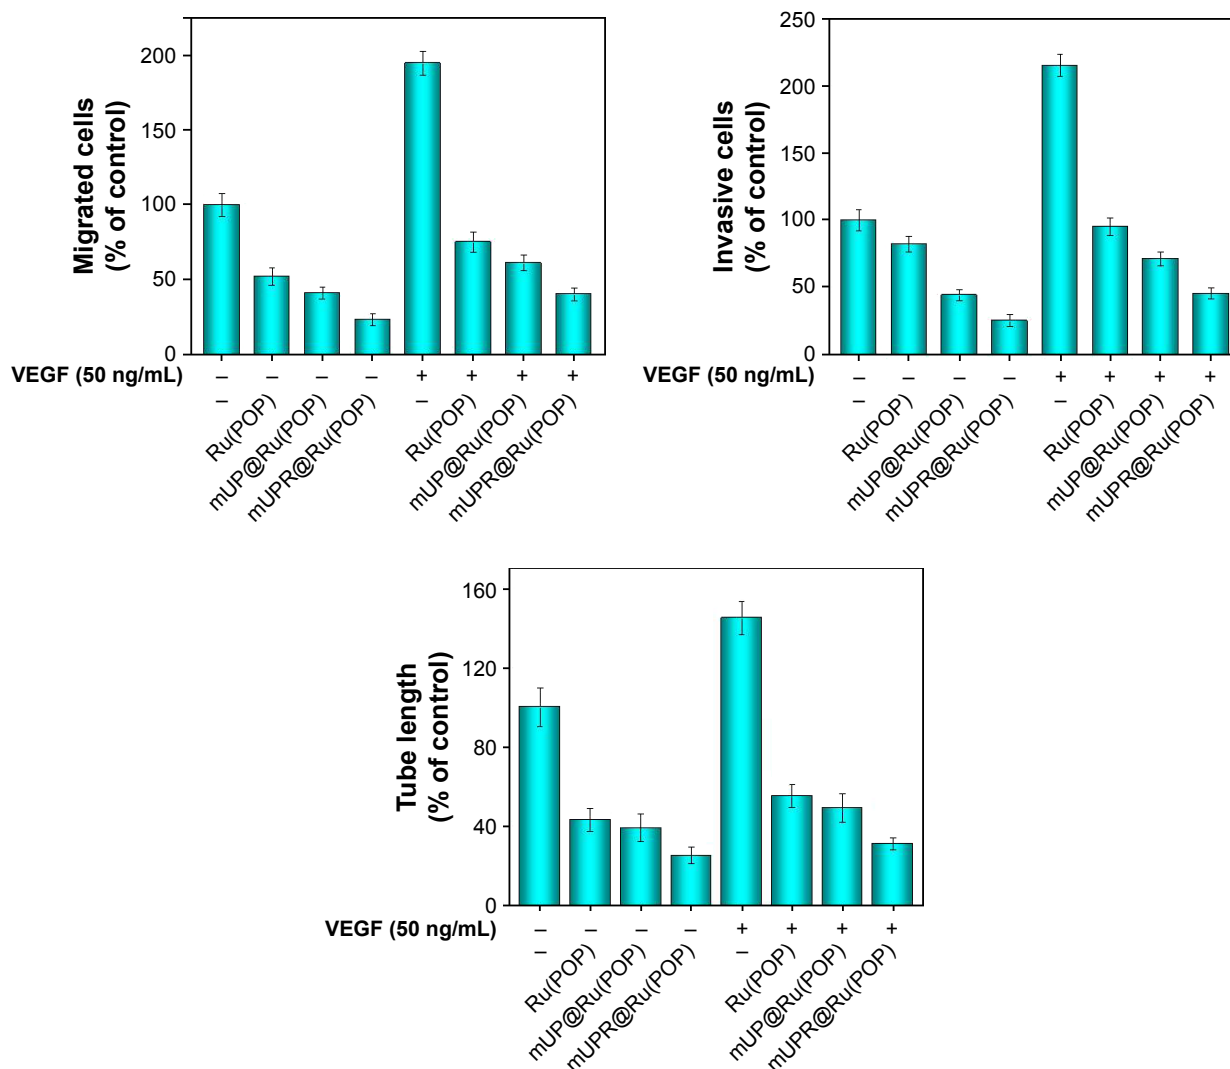 Migrated cells
(% of control)
200
150
100
50
0
VEGF (50 ng/mL) – – – – + + + +
– Ru(POP) mUP@Ru(POP) mUPR@Ru(POP) – Ru(POP) mUP@Ru(POP) mUPR@Ru(POP)
Invasive cells
(% of control)
250
200
150
100
50
0
VEGF (50 ng/mL) – – – – + + + +
– Ru(POP) mUP@Ru(POP) mUPR@Ru(POP) – Ru(POP) mUP@Ru(POP) mUPR@Ru(POP)
Tube length
(% of control)
160
120
80
40
0
VEGF (50 ng/mL) – – – – + + + +
– Ru(POP) mUP@Ru(POP) mUPR@Ru(POP) – Ru(POP) mUP@Ru(POP) mUPR@Ru(POP)